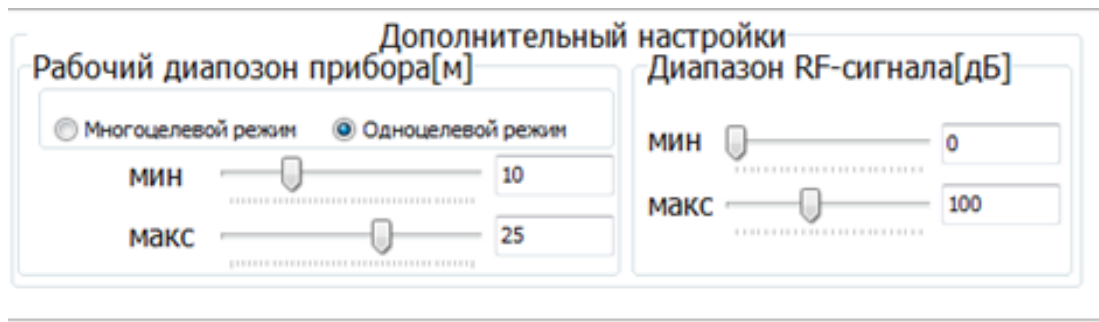 Дополнительный настройки
Рабочий диапозон прибора[м]
Многоцелевой режим Одноцелевой режим
мин 10
макс 25
Диапазон RF-сигнала[дБ]
мин 0
макс 100